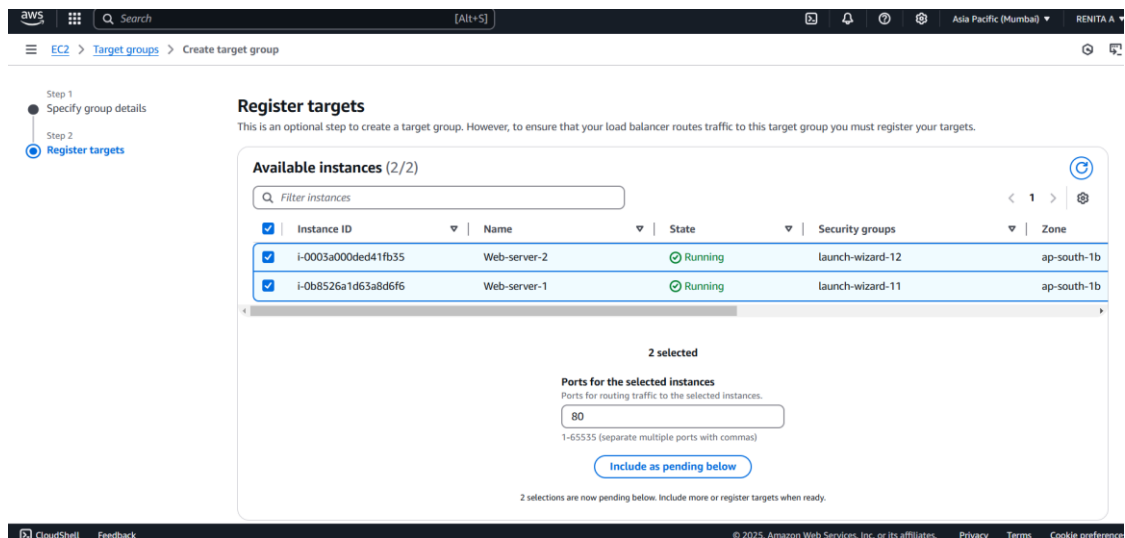 aws Search [Alt+S] Asia Pacific (Mumbai) RENITA A
EC2 > Target groups > Create target group
Step 1
Specify group details
Step 2
Register targets
Register targets
This is an optional step to create a target group. However, to ensure that your load balancer routes traffic to this target group you must register your targets.
Available instances (2/2)
Filter instances
< 1 >
Instance ID Name State Security groups Zone
i-0003a000ded41fb35 Web-server-2 Running launch-wizard-12 ap-south-1b
i-0b8526a1d63a8d6f6 Web-server-1 Running launch-wizard-11 ap-south-1b
2 selected
Ports for the selected instances
Ports for routing traffic to the selected instances.
80
1-65535 (separate multiple ports with commas)
Include as pending below
2 selections are now pending below. Include more or register targets when ready.
CloudShell Feedback © 2025, Amazon Web Services, Inc. or its affiliates. Privacy Terms Cookie preference